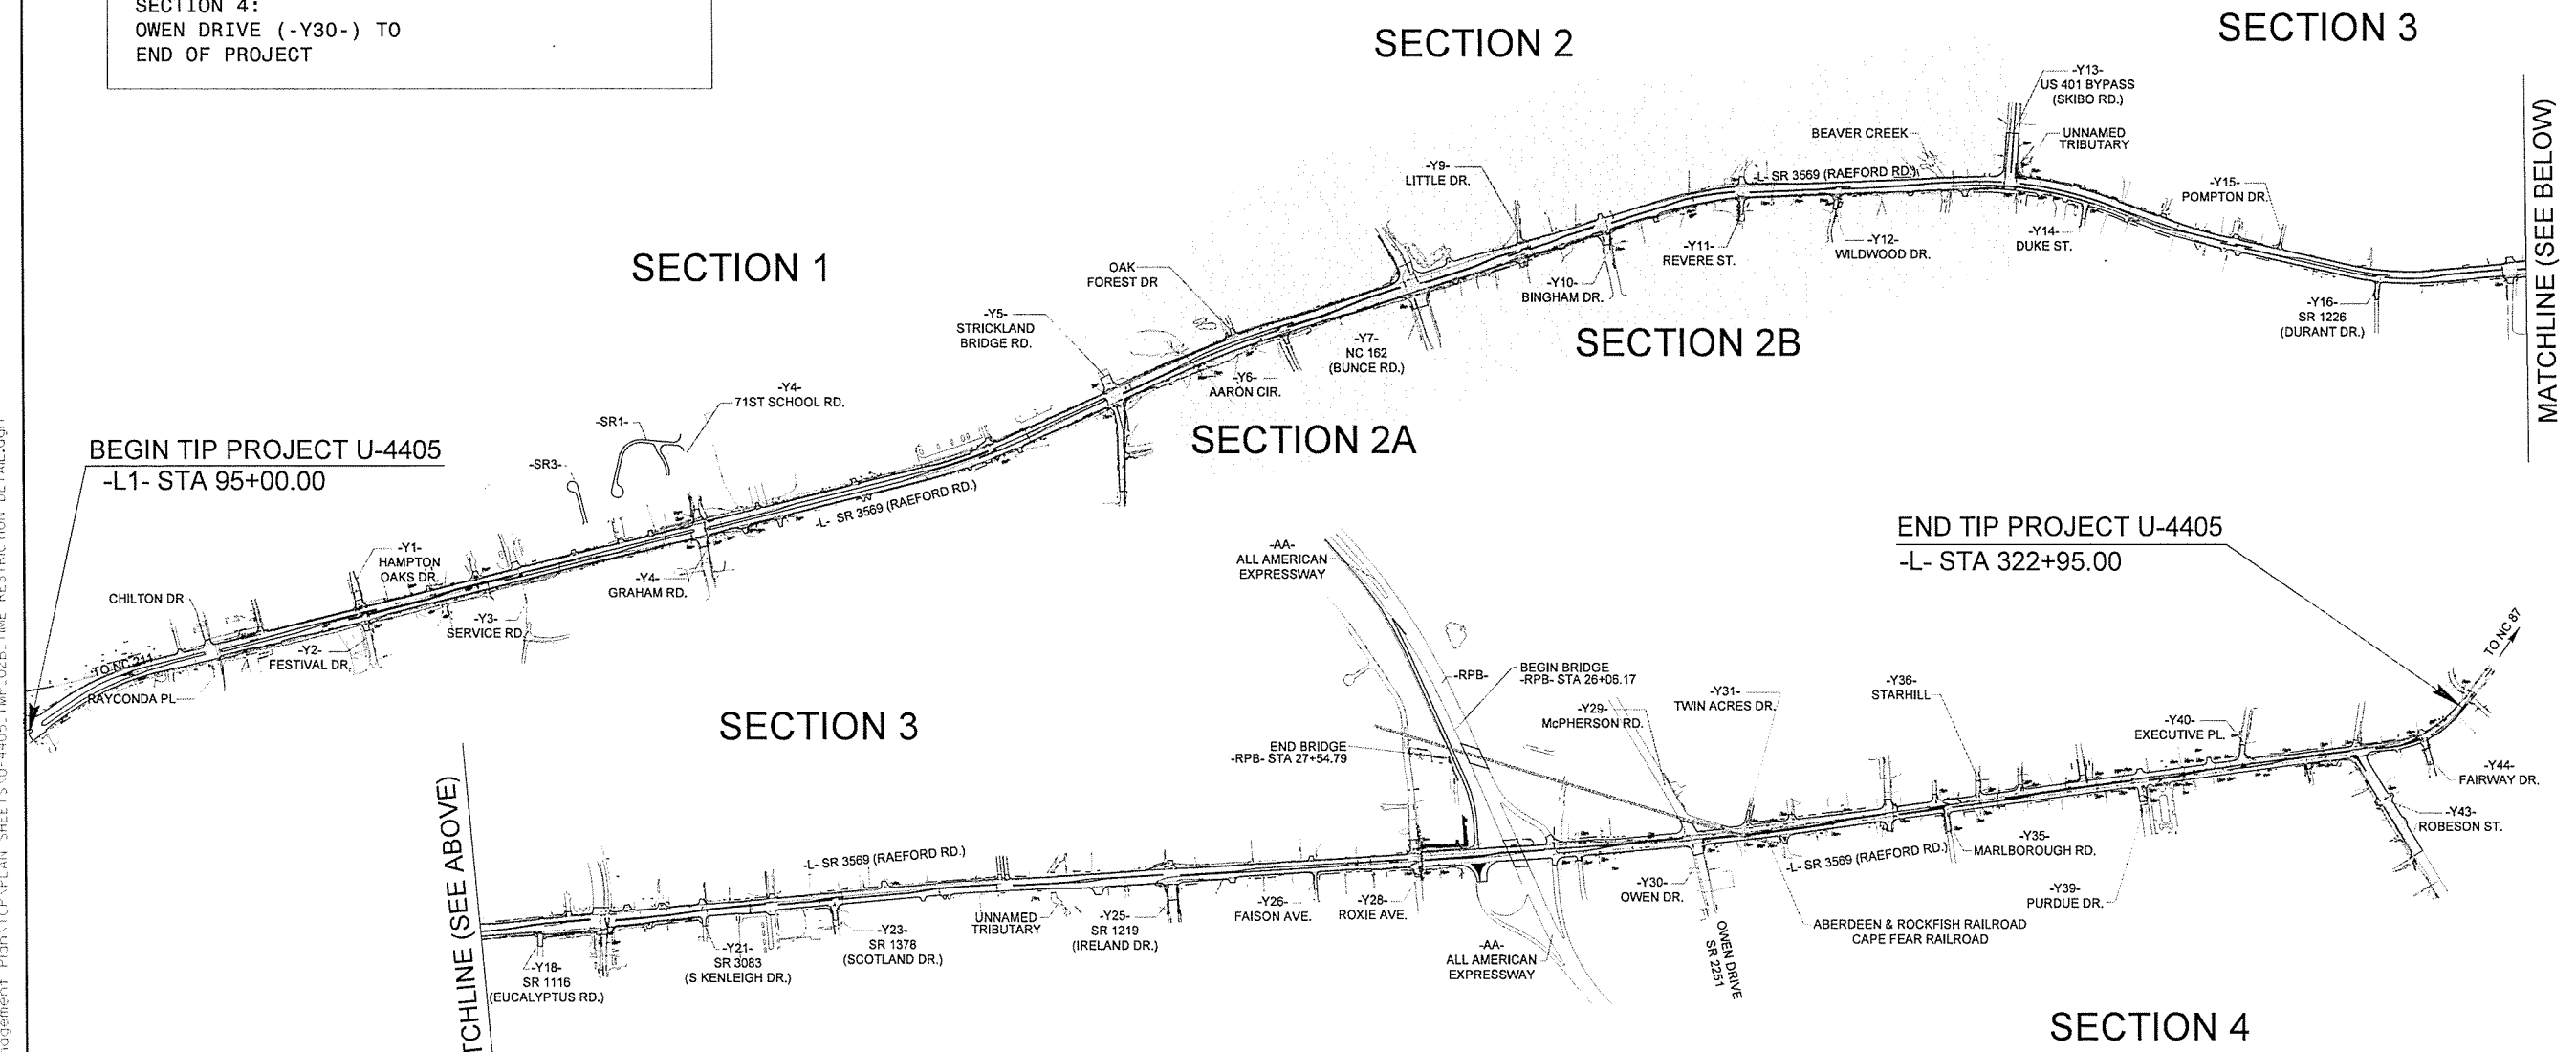 SECTION 4:
OWEN DRIVE (-Y30-) TO
END OF PROJECT
SECTION 2
SECTION 3
-Y13-
US 401 BYPASS
(SKIBO RD.)
BEAVER CREEK
UNNAMED
TRIBUTARY
-Y9-
LITTLE DR.
-L- SR 3569 (RAEFORD RD.)
-Y15-
POMPTON DR.
MATCHLINE (SEE BELOW)
SECTION 1
OAK
FOREST DR
-Y11-
REVERE ST.
-Y12-
WILDWOOD DR.
-Y14-
DUKE ST.
-Y10-
BINGHAM DR.
-Y16-
SR 1226
(DURANT DR.)
-Y5-
STRICKLAND
BRIDGE RD.
-Y7-
NC 162
(BUNCE RD.)
SECTION 2B
-Y6-
AARON CIR.
-Y4-
71ST SCHOOL RD.
-SR1-
SECTION 2A
BEGIN TIP PROJECT U-4405
-L1- STA 95+00.00
-SR3-
-L- SR 3569 (RAEFORD RD.)
END TIP PROJECT U-4405
-L- STA 322+95.00
-Y1-
HAMPTON
OAKS DR.
-Y4-
GRAHAM RD.
CHILTON DR
-Y3-
SERVICE RD.
-Y2-
FESTIVAL DR.
TO NC 211
RAYCONDA PL
-AA-
ALL AMERICAN
EXPRESSWAY
TO NC 87
-RPB-
BEGIN BRIDGE
-RPB- STA 26+06.17
SECTION 3
-Y29-
McPHERSON RD.
-Y31-
TWIN ACRES DR.
-Y36-
STARHILL
-Y40-
EXECUTIVE PL.
END BRIDGE
-RPB- STA 27+54.79
-Y44-
FAIRWAY DR.
-Y43-
ROBESON ST.
TCHLINE (SEE ABOVE)
-L- SR 3569 (RAEFORD RD.)
-Y35-
MARLBOROUGH RD.
-L- SR 3569 (RAEFORD RD.)
-Y30-
OWEN DR.
-Y39-
PURDUE DR.
-Y18-
SR 1116
(EUCALYPTUS RD.)
-Y21-
SR 3083
(S KENLEIGH DR.)
-Y23-
SR 1378
(SCOTLAND DR.)
UNNAMED
TRIBUTARY
-Y25-
SR 1219
(IRELAND DR.)
-Y26-
FAISON AVE.
-Y28-
ROXIE AVE.
-AA-
ALL AMERICAN
EXPRESSWAY
OWEN DRIVE
SR 2251
ABERDEEN & ROCKFISH RAILROAD
CAPE FEAR RAILROAD
SECTION 4